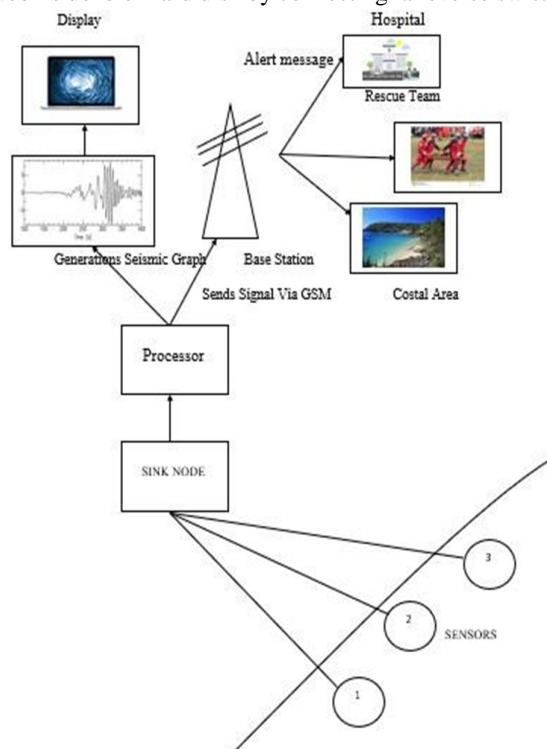 Display
Hospital
Alert message
Rescue Team
Generations Seismic Graph
Base Station
Sends Signal Via GSM
Costal Area
Processor
SINK NODE
3
2
SENSORS
1